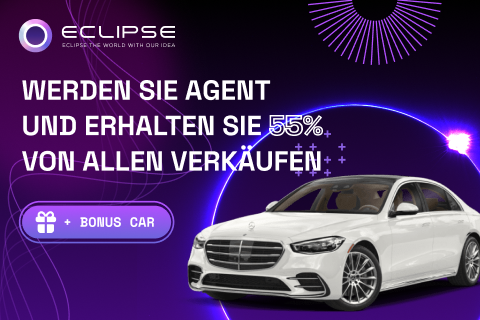 ECLIPSE
ECLIPSE THE WORLD WITH OUR IDEA
WERDEN SIE AGENT
UND ERHALTEN SIE 55%
VON ALLEN VERKÄUFEN
+ BONUS CAR